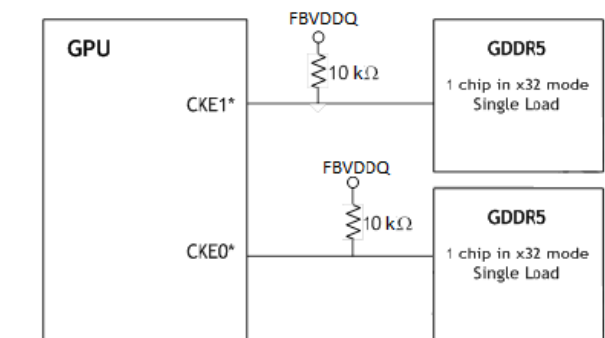 FBVDDQ
GPU
GDDR5
10 kΩ
1 chip in x32 mode
Single Load
CKE1*
FBVDDQ
GDDR5
10 kΩ
CKE0*
1 chip in x32 mode
Single Load